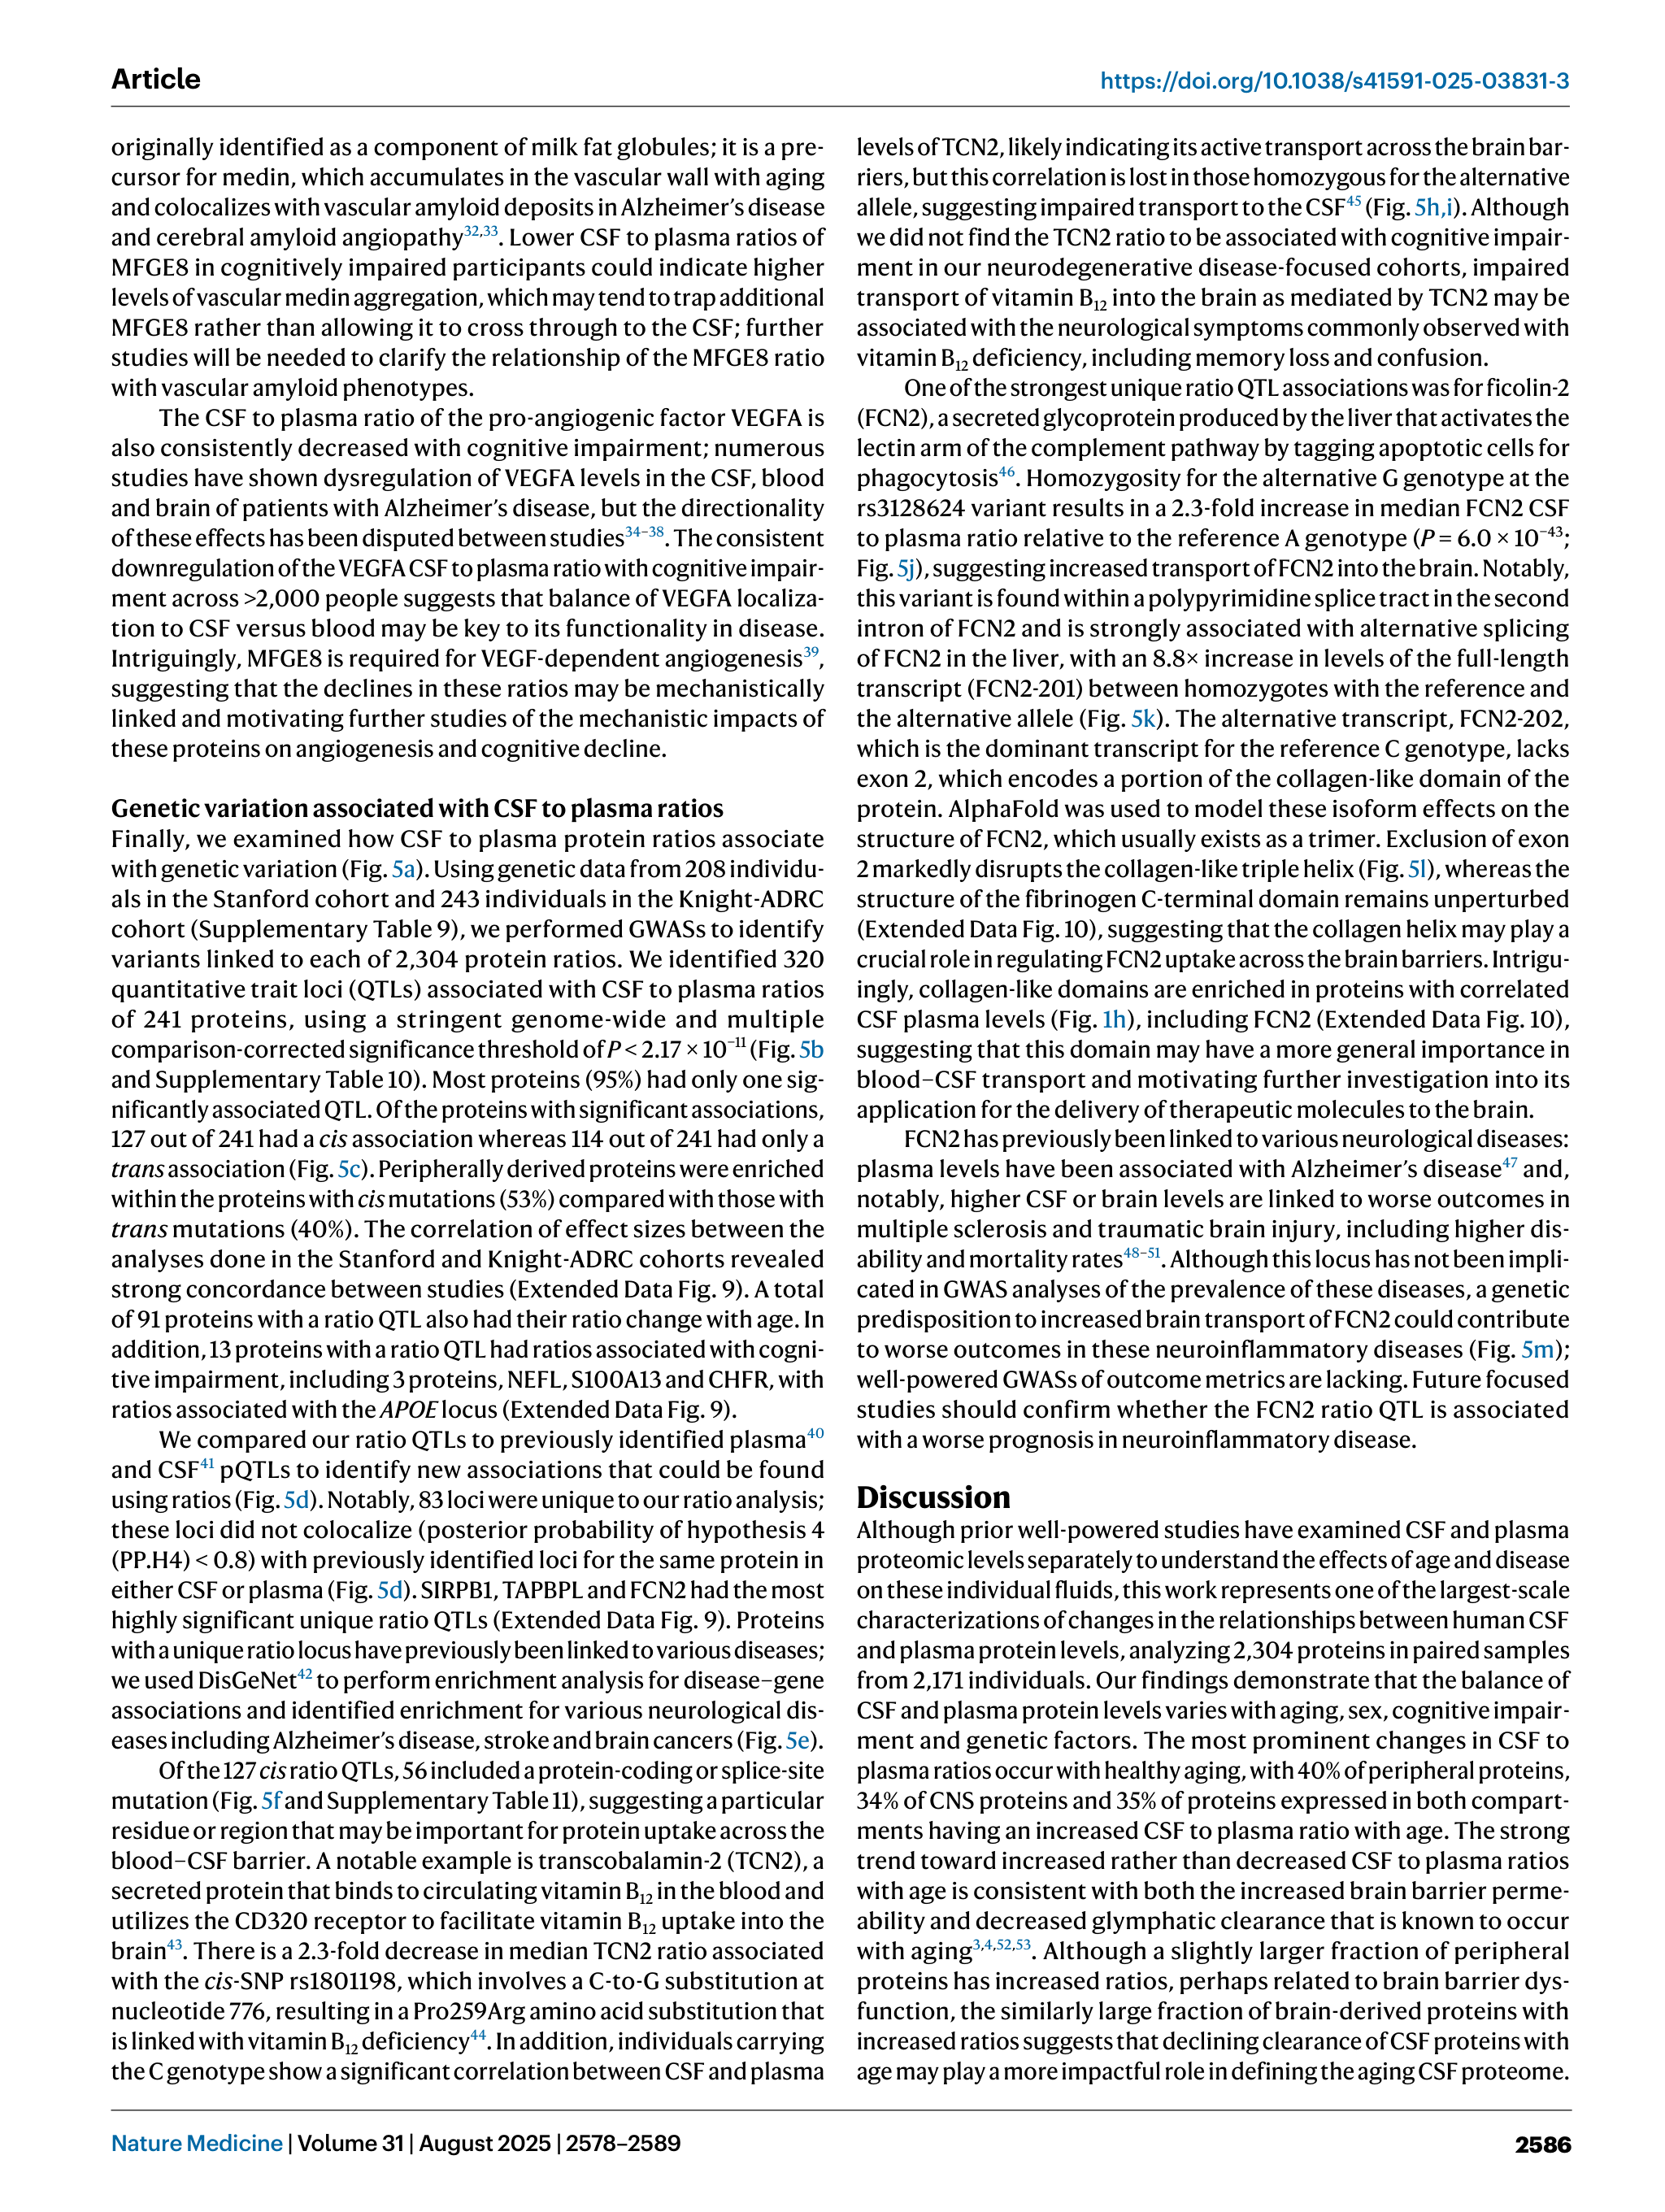 Article
https://doi.org/10.1038/s41591-025-03831-3
originally identified as a component of milk fat globules; it is a pre-
cursor for medin, which accumulates in the vascular wall with aging
and colocalizes with vascular amyloid deposits in Alzheimer's disease
and cerebral amyloid angiopathy32,33. Lower CSF to plasma ratios of
MFGE8 in cognitively impaired participants could indicate higher
levels of vascular medin aggregation, which may tend to trap additional
MFGE8 rather than allowing it to cross through to the CSF; further
studies will be needed to clarify the relationship of the MFGE8 ratio
with vascular amyloid phenotypes.
The CSF to plasma ratio of the pro-angiogenic factor VEGFA is
also consistently decreased with cognitive impairment; numerous
studies have shown dysregulation of VEGFA levels in the CSF, blood
and brain of patients with Alzheimer's disease, but the directionality
of these effects has been disputed between studies34–38. The consistent
downregulation of the VEGFA CSF to plasma ratio with cognitive impair-
ment across >2,000 people suggests that balance of VEGFA localiza-
tion to CSF versus blood may be key to its functionality in disease.
Intriguingly, MFGE8 is required for VEGF-dependent angiogenesis39,
suggesting that the declines in these ratios may be mechanistically
linked and motivating further studies of the mechanistic impacts of
these proteins on angiogenesis and cognitive decline.
Genetic variation associated with CSF to plasma ratios
Finally, we examined how CSF to plasma protein ratios associate
with genetic variation (Fig. 5a). Using genetic data from 208 individu-
als in the Stanford cohort and 243 individuals in the Knight-ADRC
cohort (Supplementary Table 9), we performed GWASs to identify
variants linked to each of 2,304 protein ratios. We identified 320
quantitative trait loci (QTLs) associated with CSF to plasma ratios
of 241 proteins, using a stringent genome-wide and multiple
comparison-corrected significance threshold of P < 2.17 × 10−11 (Fig. 5b
and Supplementary Table 10). Most proteins (95%) had only one sig-
nificantly associated QTL. Of the proteins with significant associations,
127 out of 241 had a cis association whereas 114 out of 241 had only a
trans association (Fig. 5c). Peripherally derived proteins were enriched
within the proteins with cis mutations (53%) compared with those with
trans mutations (40%). The correlation of effect sizes between the
analyses done in the Stanford and Knight-ADRC cohorts revealed
strong concordance between studies (Extended Data Fig. 9). A total
of 91 proteins with a ratio QTL also had their ratio change with age. In
addition, 13 proteins with a ratio QTL had ratios associated with cogni-
tive impairment, including 3 proteins, NEFL, S100A13 and CHFR, with
ratios associated with the APOE locus (Extended Data Fig. 9).
We compared our ratio QTLs to previously identified plasma40
and CSF41 pQTLs to identify new associations that could be found
using ratios (Fig. 5d). Notably, 83 loci were unique to our ratio analysis;
these loci did not colocalize (posterior probability of hypothesis 4
(PP.H4) < 0.8) with previously identified loci for the same protein in
either CSF or plasma (Fig. 5d). SIRPB1, TAPBPL and FCN2 had the most
highly significant unique ratio QTLs (Extended Data Fig. 9). Proteins
with a unique ratio locus have previously been linked to various diseases;
we used DisGeNet42 to perform enrichment analysis for disease–gene
associations and identified enrichment for various neurological dis-
eases including Alzheimer's disease, stroke and brain cancers (Fig. 5e).
Of the 127 cis ratio QTLs, 56 included a protein-coding or splice-site
mutation (Fig. 5f and Supplementary Table 11), suggesting a particular
residue or region that may be important for protein uptake across the
blood–CSF barrier. A notable example is transcobalamin-2 (TCN2), a
secreted protein that binds to circulating vitamin B12 in the blood and
utilizes the CD320 receptor to facilitate vitamin B12 uptake into the
brain43. There is a 2.3-fold decrease in median TCN2 ratio associated
with the cis-SNP rs1801198, which involves a C-to-G substitution at
nucleotide 776, resulting in a Pro259Arg amino acid substitution that
is linked with vitamin B12 deficiency44. In addition, individuals carrying
the C genotype show a significant correlation between CSF and plasma
levels of TCN2, likely indicating its active transport across the brain bar-
riers, but this correlation is lost in those homozygous for the alternative
allele, suggesting impaired transport to the CSF45 (Fig. 5h,i). Although
we did not find the TCN2 ratio to be associated with cognitive impair-
ment in our neurodegenerative disease-focused cohorts, impaired
transport of vitamin B12 into the brain as mediated by TCN2 may be
associated with the neurological symptoms commonly observed with
vitamin B12 deficiency, including memory loss and confusion.
One of the strongest unique ratio QTL associations was for ficolin-2
(FCN2), a secreted glycoprotein produced by the liver that activates the
lectin arm of the complement pathway by tagging apoptotic cells for
phagocytosis46. Homozygosity for the alternative G genotype at the
rs3128624 variant results in a 2.3-fold increase in median FCN2 CSF
to plasma ratio relative to the reference A genotype (P = 6.0 × 10−43;
Fig. 5j), suggesting increased transport of FCN2 into the brain. Notably,
this variant is found within a polypyrimidine splice tract in the second
intron of FCN2 and is strongly associated with alternative splicing
of FCN2 in the liver, with an 8.8× increase in levels of the full-length
transcript (FCN2-201) between homozygotes with the reference and
the alternative allele (Fig. 5k). The alternative transcript, FCN2-202,
which is the dominant transcript for the reference C genotype, lacks
exon 2, which encodes a portion of the collagen-like domain of the
protein. AlphaFold was used to model these isoform effects on the
structure of FCN2, which usually exists as a trimer. Exclusion of exon
2 markedly disrupts the collagen-like triple helix (Fig. 5l), whereas the
structure of the fibrinogen C-terminal domain remains unperturbed
(Extended Data Fig. 10), suggesting that the collagen helix may play a
crucial role in regulating FCN2 uptake across the brain barriers. Intrigu-
ingly, collagen-like domains are enriched in proteins with correlated
CSF plasma levels (Fig. 1h), including FCN2 (Extended Data Fig. 10),
suggesting that this domain may have a more general importance in
blood–CSF transport and motivating further investigation into its
application for the delivery of therapeutic molecules to the brain.
FCN2 has previously been linked to various neurological diseases:
plasma levels have been associated with Alzheimer's disease47 and,
notably, higher CSF or brain levels are linked to worse outcomes in
multiple sclerosis and traumatic brain injury, including higher dis-
ability and mortality rates48–51. Although this locus has not been impli-
cated in GWAS analyses of the prevalence of these diseases, a genetic
predisposition to increased brain transport of FCN2 could contribute
to worse outcomes in these neuroinflammatory diseases (Fig. 5m);
well-powered GWASs of outcome metrics are lacking. Future focused
studies should confirm whether the FCN2 ratio QTL is associated
with a worse prognosis in neuroinflammatory disease.
Discussion
Although prior well-powered studies have examined CSF and plasma
proteomic levels separately to understand the effects of age and disease
on these individual fluids, this work represents one of the largest-scale
characterizations of changes in the relationships between human CSF
and plasma protein levels, analyzing 2,304 proteins in paired samples
from 2,171 individuals. Our findings demonstrate that the balance of
CSF and plasma protein levels varies with aging, sex, cognitive impair-
ment and genetic factors. The most prominent changes in CSF to
plasma ratios occur with healthy aging, with 40% of peripheral proteins,
34% of CNS proteins and 35% of proteins expressed in both compart-
ments having an increased CSF to plasma ratio with age. The strong
trend toward increased rather than decreased CSF to plasma ratios
with age is consistent with both the increased brain barrier perme-
ability and decreased glymphatic clearance that is known to occur
with aging3,4,52,53. Although a slightly larger fraction of peripheral
proteins has increased ratios, perhaps related to brain barrier dys-
function, the similarly large fraction of brain-derived proteins with
increased ratios suggests that declining clearance of CSF proteins with
age may play a more impactful role in defining the aging CSF proteome.
Nature Medicine | Volume 31 | August 2025 | 2578–2589
2586